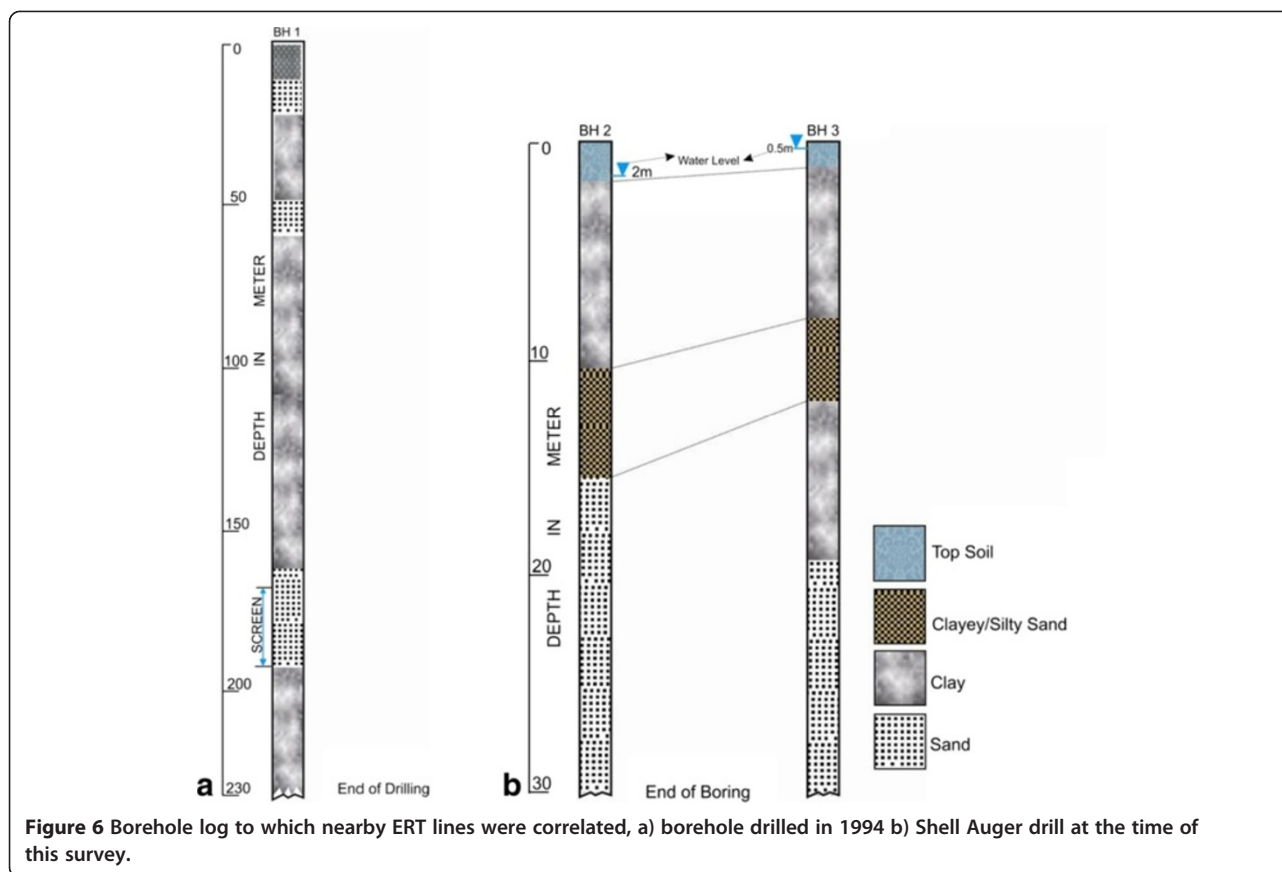 BH 1
0
50
METER
IN
100
DEPTH
150
SCREEN
200
230
a
End of Drilling
BH 2
BH 3
0
Water Level
0.5m
2m
10
METER
IN
20
DEPTH
30
b
End of Boring
Top Soil
Clayey/Silty Sand
Clay
Sand
Figure 6 Borehole log to which nearby ERT lines were correlated, a) borehole drilled in 1994 b) Shell Auger drill at the time of
this survey.